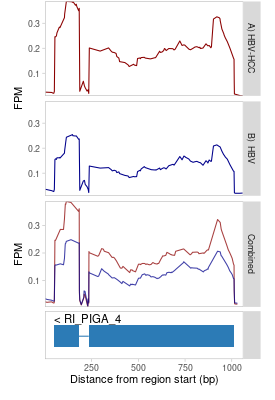 0.3
0.2
0.1
A) HBV-HCC
FPM
0.3
0.2
0.1
B) HBV
0.3
0.2
0.1
FPM
Combined
< RI_PIGA_4
250
500
750
1000
Distance from region start (bp)